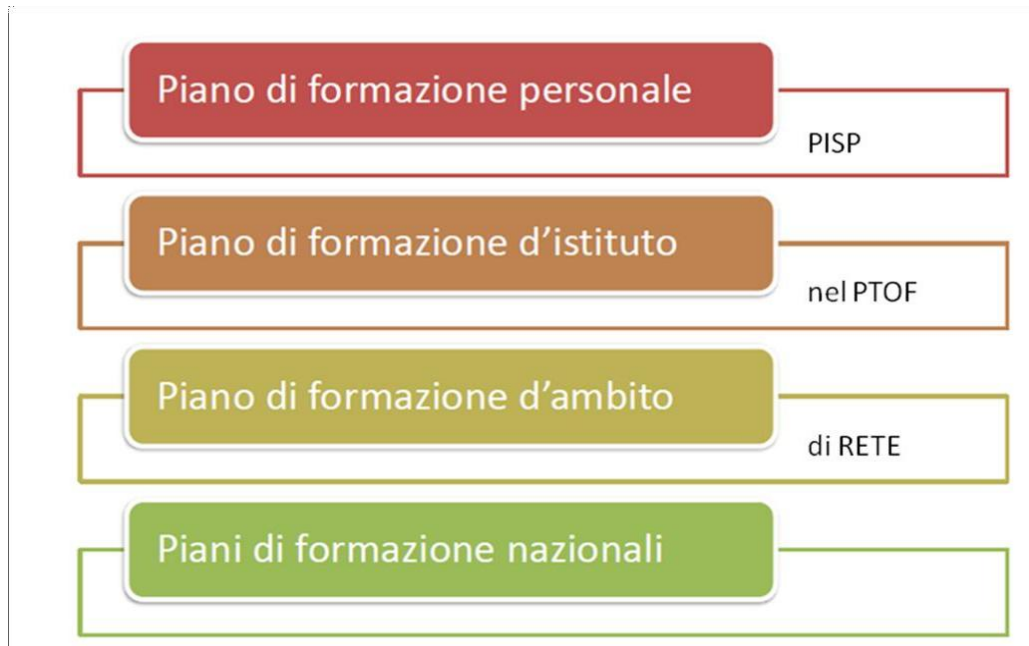 Piano di formazione personale
PISP
Piano di formazione d’istituto
nel PTOF
Piano di formazione d’ambito
di RETE
Piani di formazione nazionali